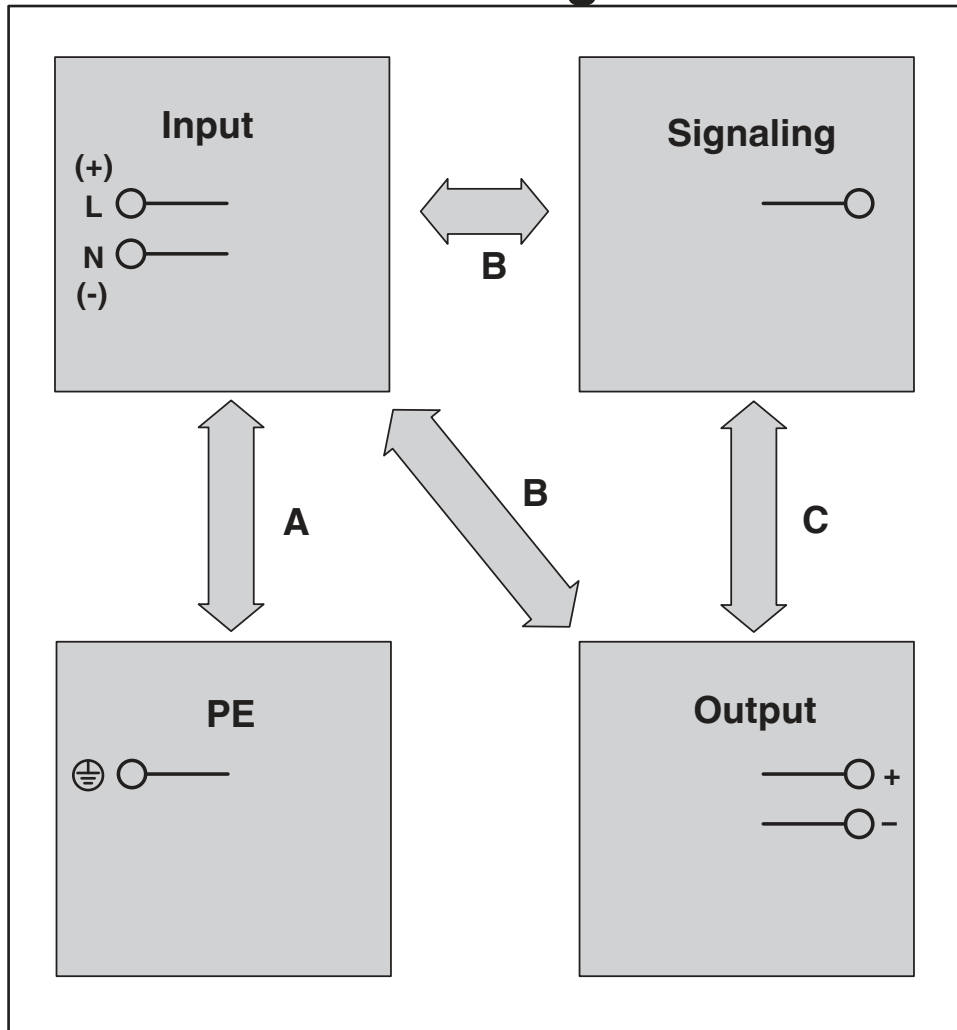 Input
(+)
L
N
(-)
Signaling
B
A
B
C
PE
Output
+
–